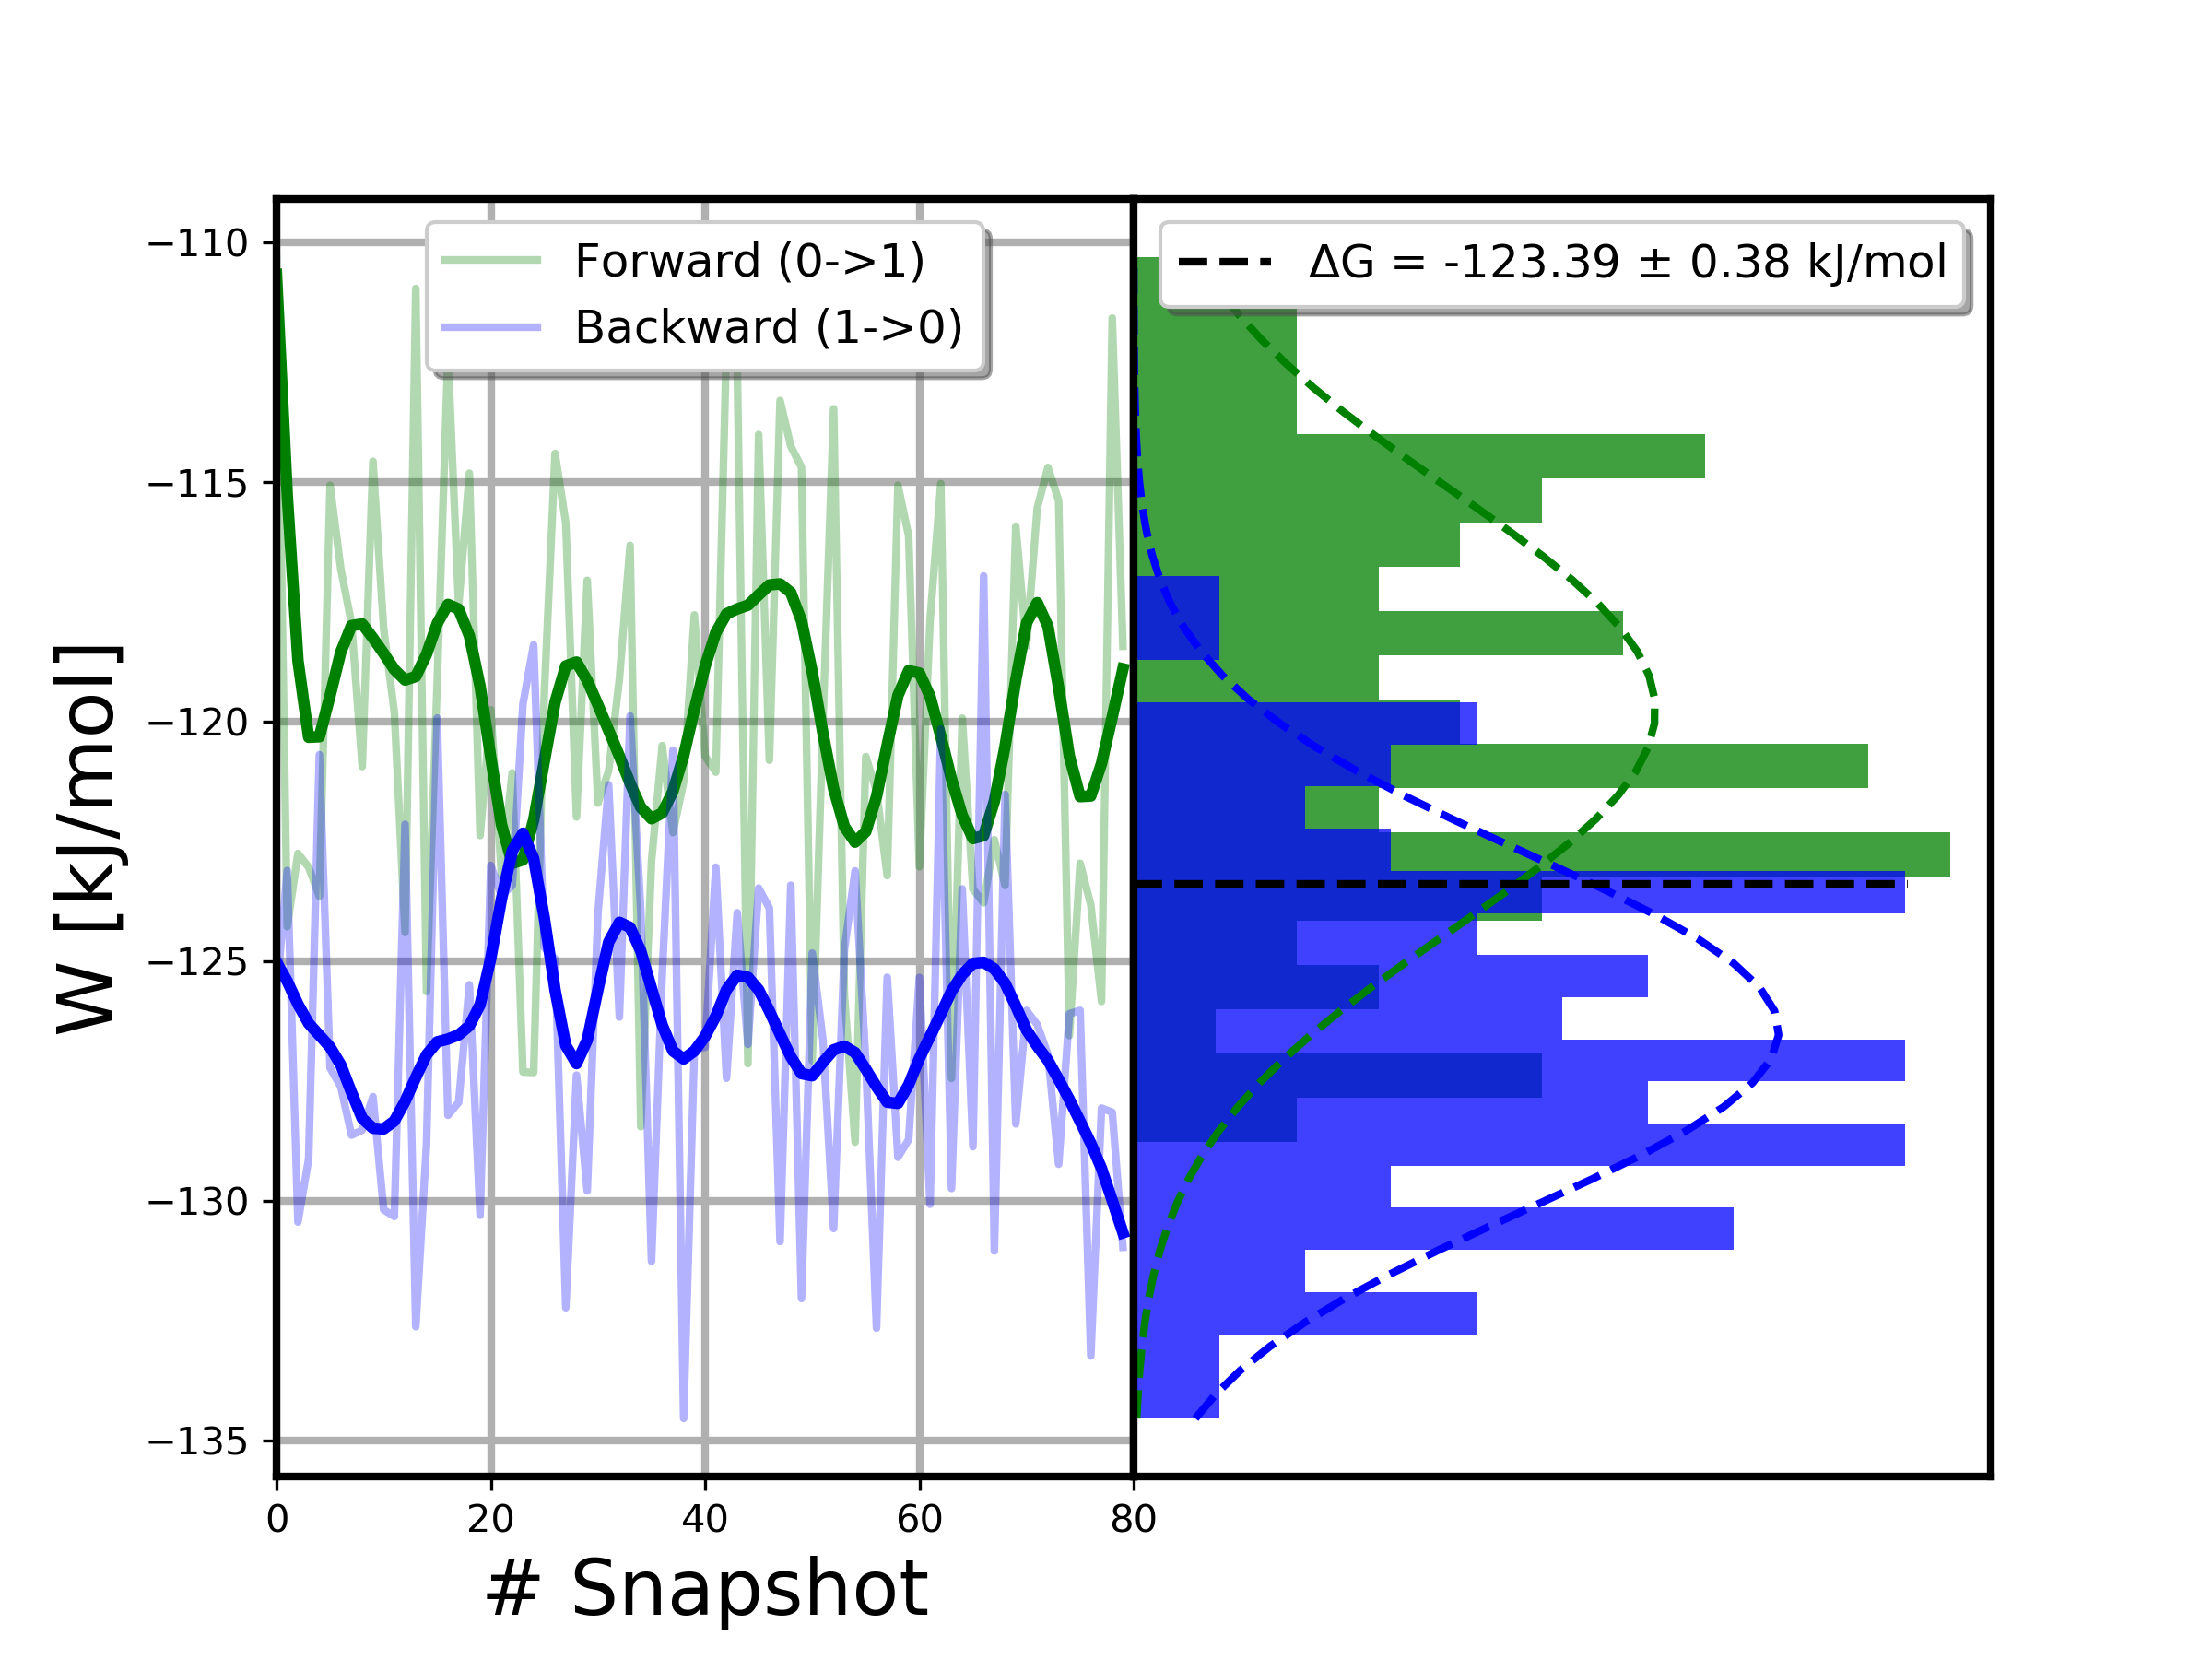 Forward (0->1)
Backward (1->0)
ΔG = -123.39 ± 0.38 kJ/mol
W [kJ/mol]
−110
−115
−120
−125
−130
−135
0 20 40 60 80
# Snapshot